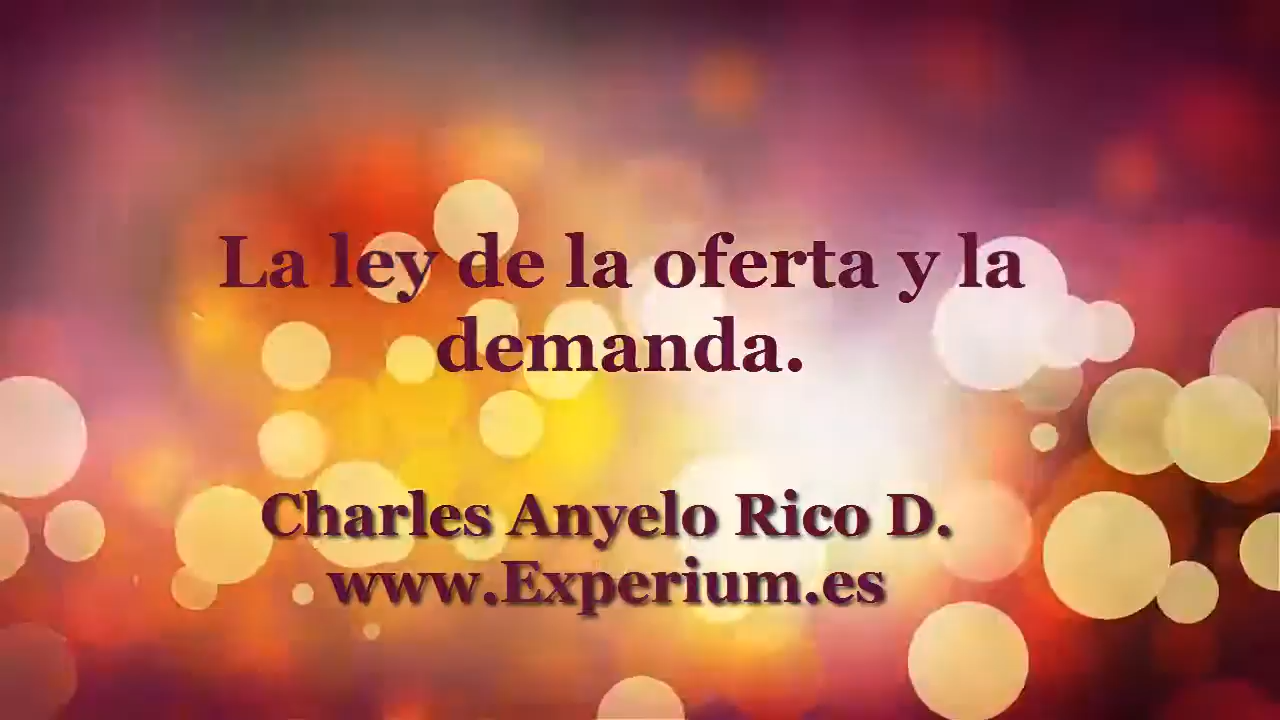 La ley de la oferta y la
demanda.
Charles Anyelo Rico D.
www.Experium.es